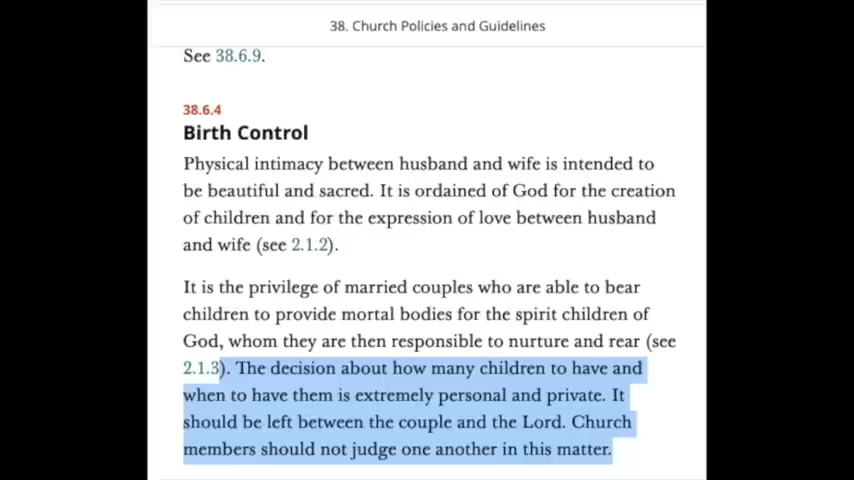 38. Church Policies and Guidelines
See 38.6.9.
38.6.4
Birth Control
Physical intimacy between husband and wife is intended to
be beautiful and sacred. It is ordained of God for the creation
of children and for the expression of love between husband
and wife (see 2.1.2).
It is the privilege of married couples who are able to bear
children to provide mortal bodies for the spirit children of
God, whom they are then responsible to nurture and rear (see
2.1.3). The decision about how many children to have and
when to have them is extremely personal and private. It
should be left between the couple and the Lord. Church
members should not judge one another in this matter.